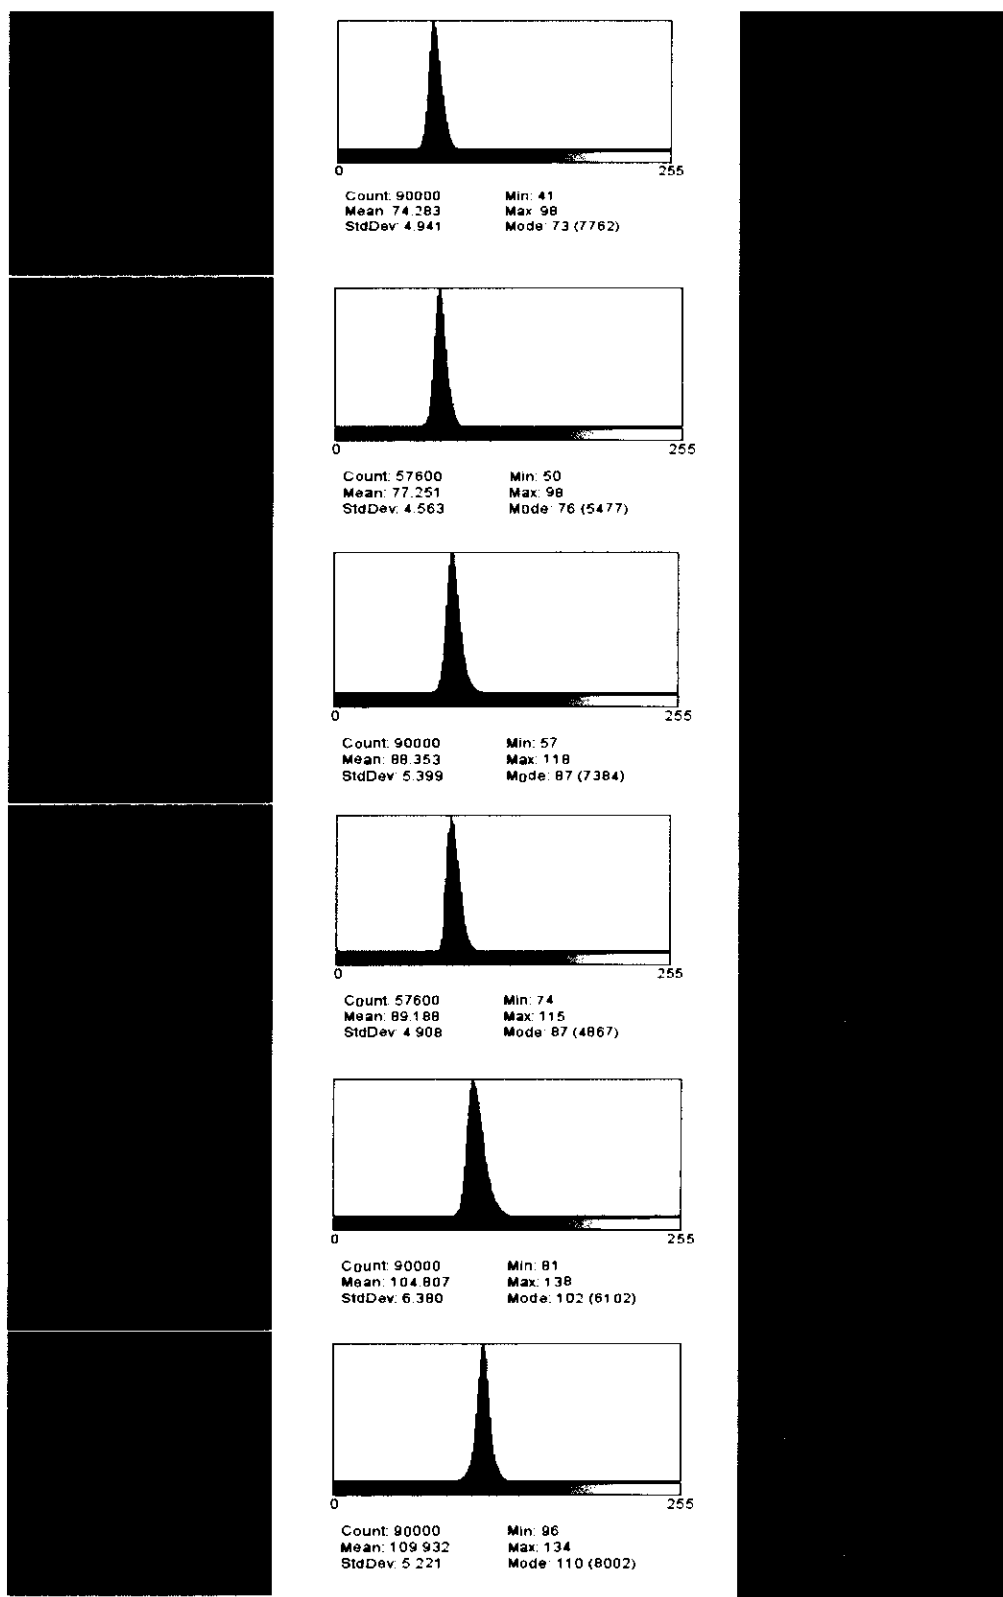 0 255
Count: 90000 Min: 41
Mean: 74.283 Max: 98
StdDev: 4.941 Mode: 73 (7762)
0 255
Count: 57600 Min: 50
Mean: 77.251 Max: 98
StdDev: 4.563 Mode: 76 (5477)
0 255
Count: 90000 Min: 57
Mean: 88.353 Max: 118
StdDev: 5.399 Mode: 87 (7384)
0 255
Count: 57600 Min: 74
Mean: 89.188 Max: 115
StdDev: 4.908 Mode: 87 (4867)
0 255
Count: 90000 Min: 81
Mean: 104.807 Max: 138
StdDev: 6.380 Mode: 102 (6102)
0 255
Count: 90000 Min: 96
Mean: 109.932 Max: 134
StdDev: 5.221 Mode: 110 (8002)